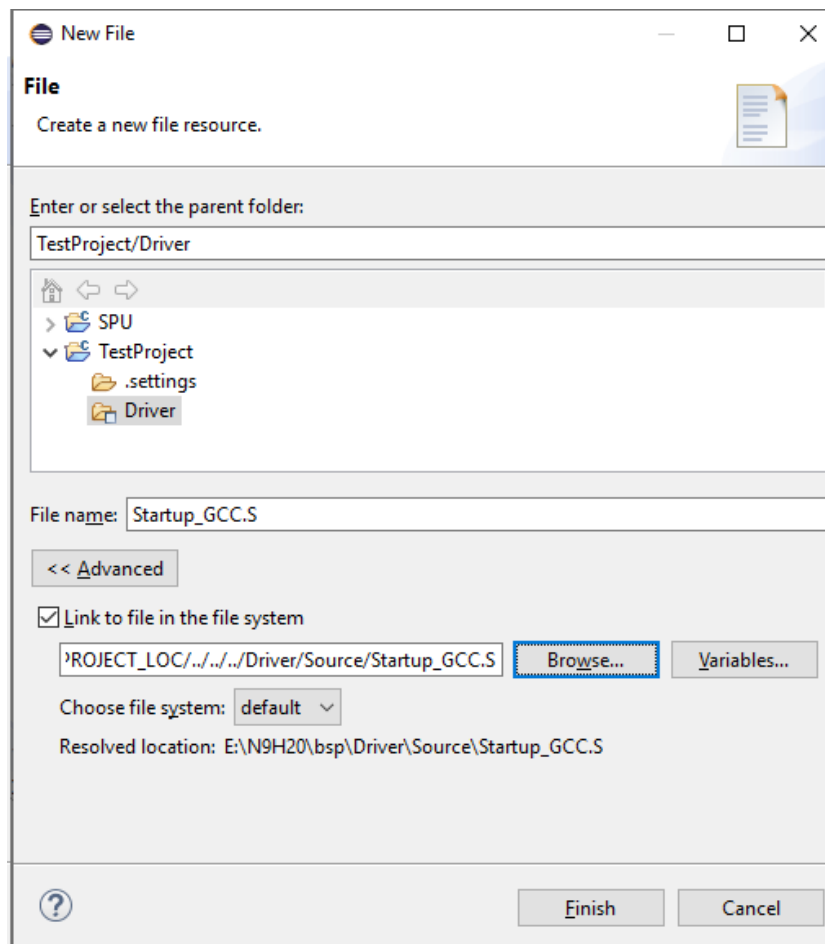 New File
File
Create a new file resource.
Enter or select the parent folder:
TestProject/Driver
SPU
TestProject
.settings
Driver
File name: Startup_GCC.S
<< Advanced
Link to file in the file system
PROJECT_LOC/../../../Driver/Source/Startup_GCC.S Browse... Variables...
Choose file system: default
Resolved location: E:\N9H20\bsp\Driver\Source\Startup_GCC.S
? Finish Cancel